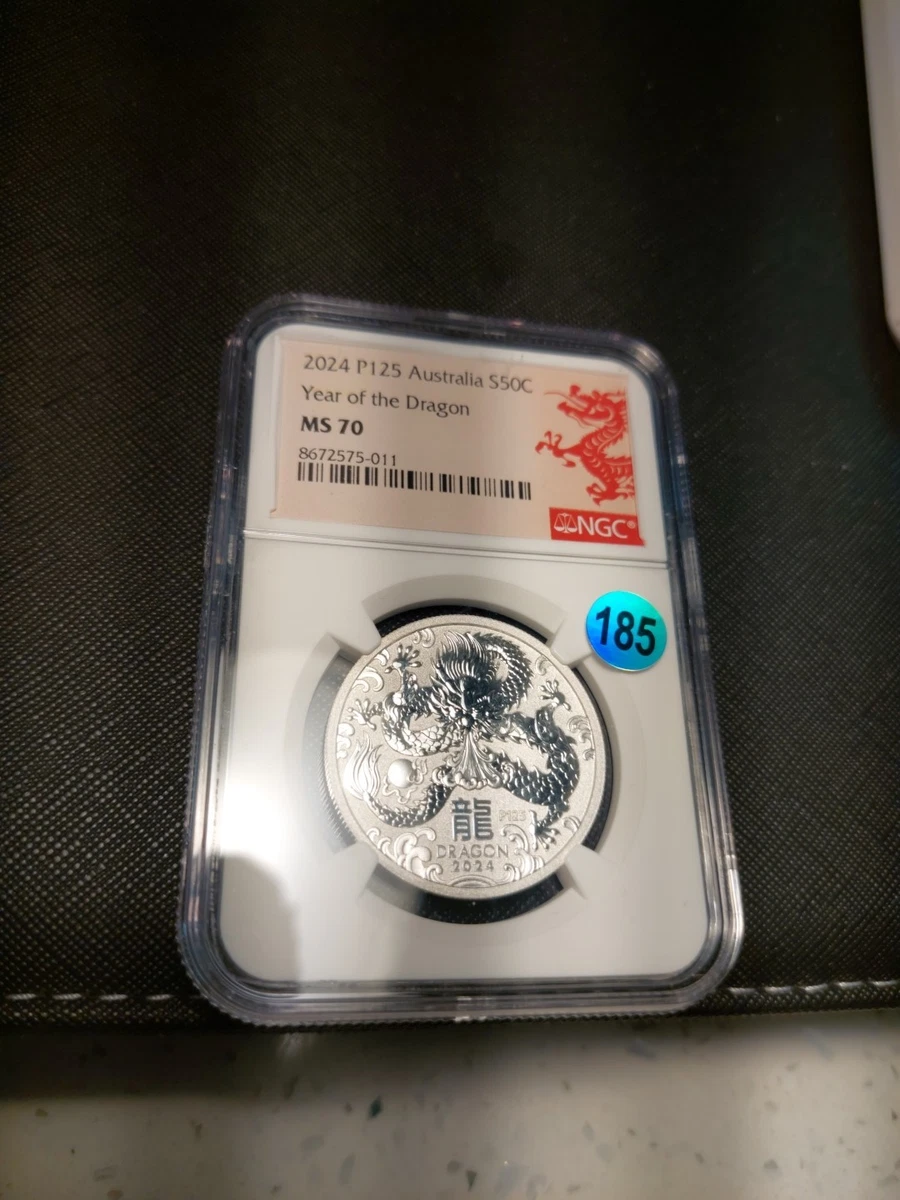 2024 P125 Australia S50C
Year of the Dragon
MS 70
8672575-011
NGC®
185
龍 P125
DRAGON
2024